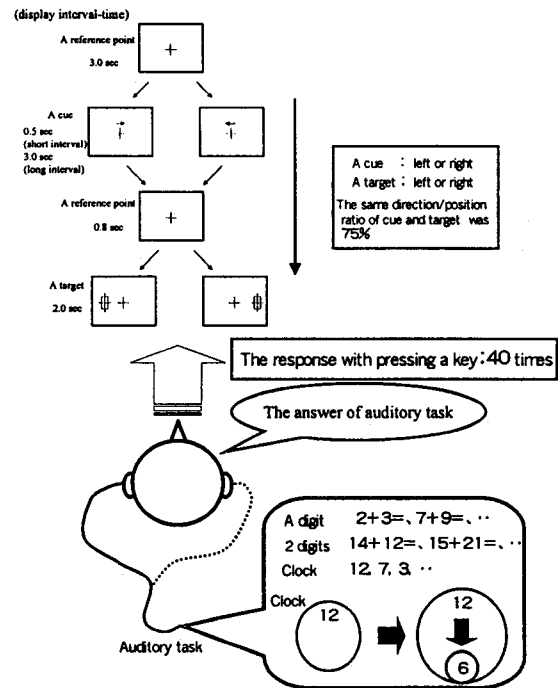 (display interval-time)
A reference point
3.0 sec
A cue
0.5 sec
(short interval)
3.0 sec
(long interval)
A reference point
0.8 sec
A target
2.0 sec
A cue : left or right
A target : left or right
The same direction/position
ratio of cue and target was
75%
The response with pressing a key:40 times
The answer of auditory task
A digit 2+3=、7+9=、‥
2 digits 14+12=、15+21=、‥
Clock 12, 7, 3, ‥
Clock
12
12
6
Auditory task